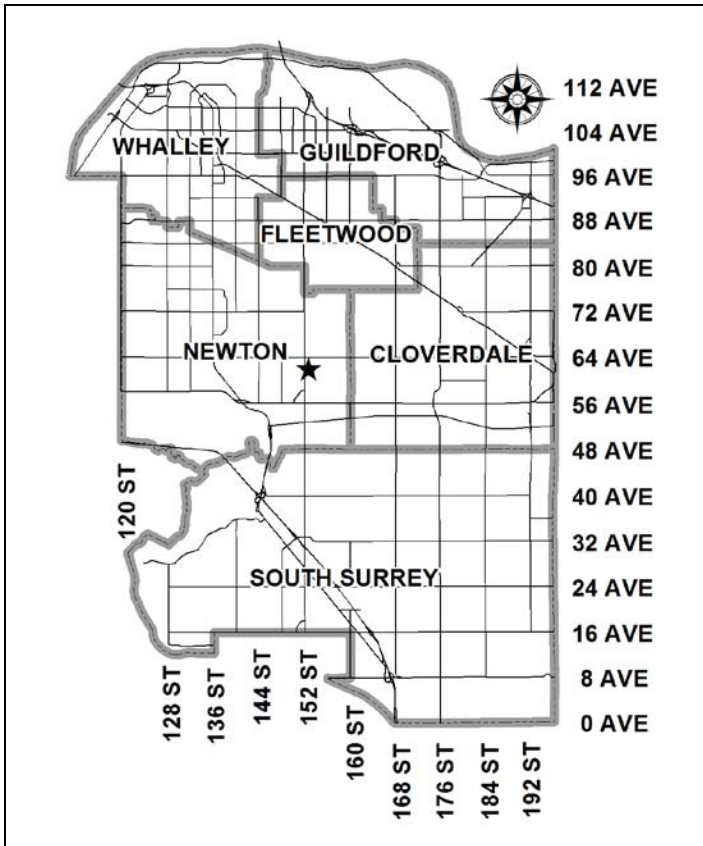 112 AVE
104 AVE
WHALLEY
GUILDFORD
96 AVE
88 AVE
FLEETWOOD
80 AVE
72 AVE
NEWTON
CLOVERDALE
64 AVE
56 AVE
48 AVE
120 ST
40 AVE
32 AVE
SOUTH SURREY
24 AVE
16 AVE
8 AVE
0 AVE
128 ST
136 ST
144 ST
152 ST
160 ST
168 ST
176 ST
184 ST
192 ST